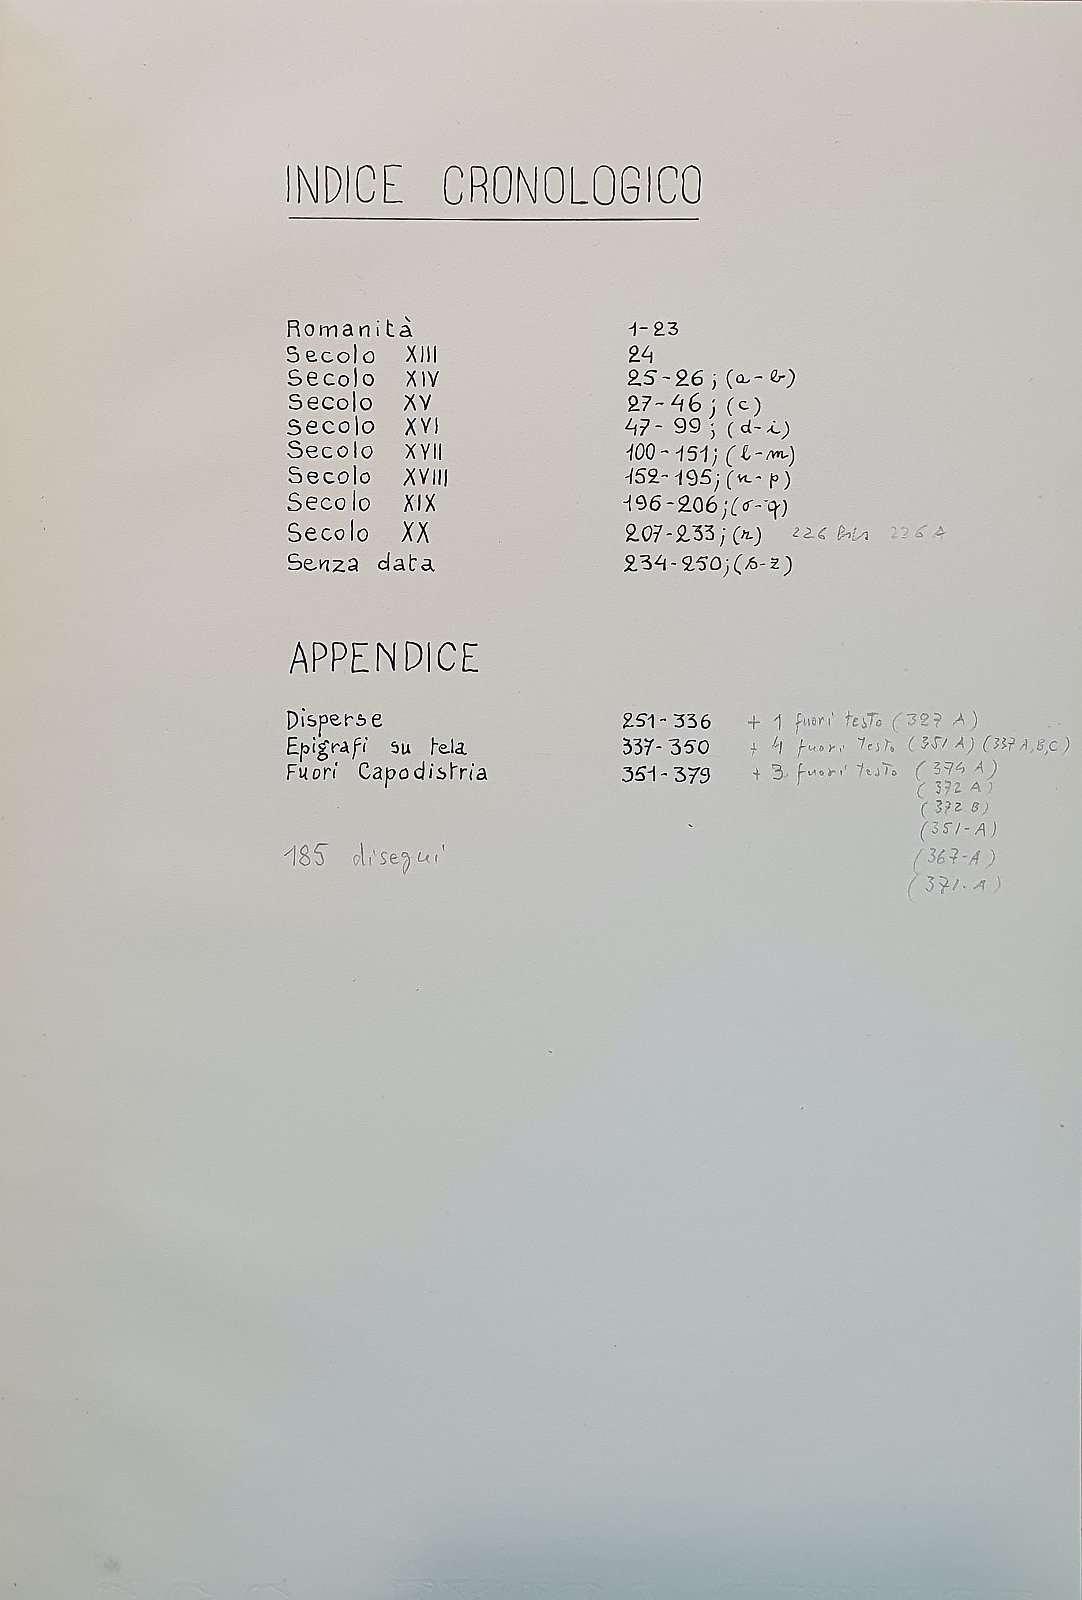 INDICE CRONOLOGICO
Romanità 1-23
Secolo XIII 24
Secolo XIV 25-26; (a-b)
Secolo XV 27-46; (c)
Secolo XVI 47-99; (d-i)
Secolo XVII 100-151; (l-m)
Secolo XVIII 152-195; (n-p)
Secolo XIX 196-206; (o-q)
Secolo XX 207-233; (r) 226 bis 226 A
Senza data 234-250; (s-z)
APPENDICE
Disperse 251-336 + 1 fuori testo (327 A)
Epigrafi su tela 337-350 + 4 fuori testo (351 A) (337 A,B,C)
Fuori Capodistria 351-379 + 3 fuori testo (374 A)
(372 A)
(372 B)
(351-A)
185 disegni (367-A)
(371-A)